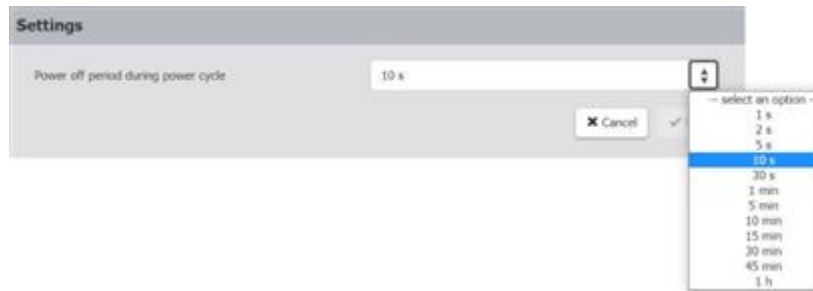 Settings
Power off period during power cycle
10 s
✖ Cancel
✔
-- select an option -
1 s
2 s
5 s
10 s
30 s
1 min
5 min
10 min
15 min
30 min
45 min
1 h